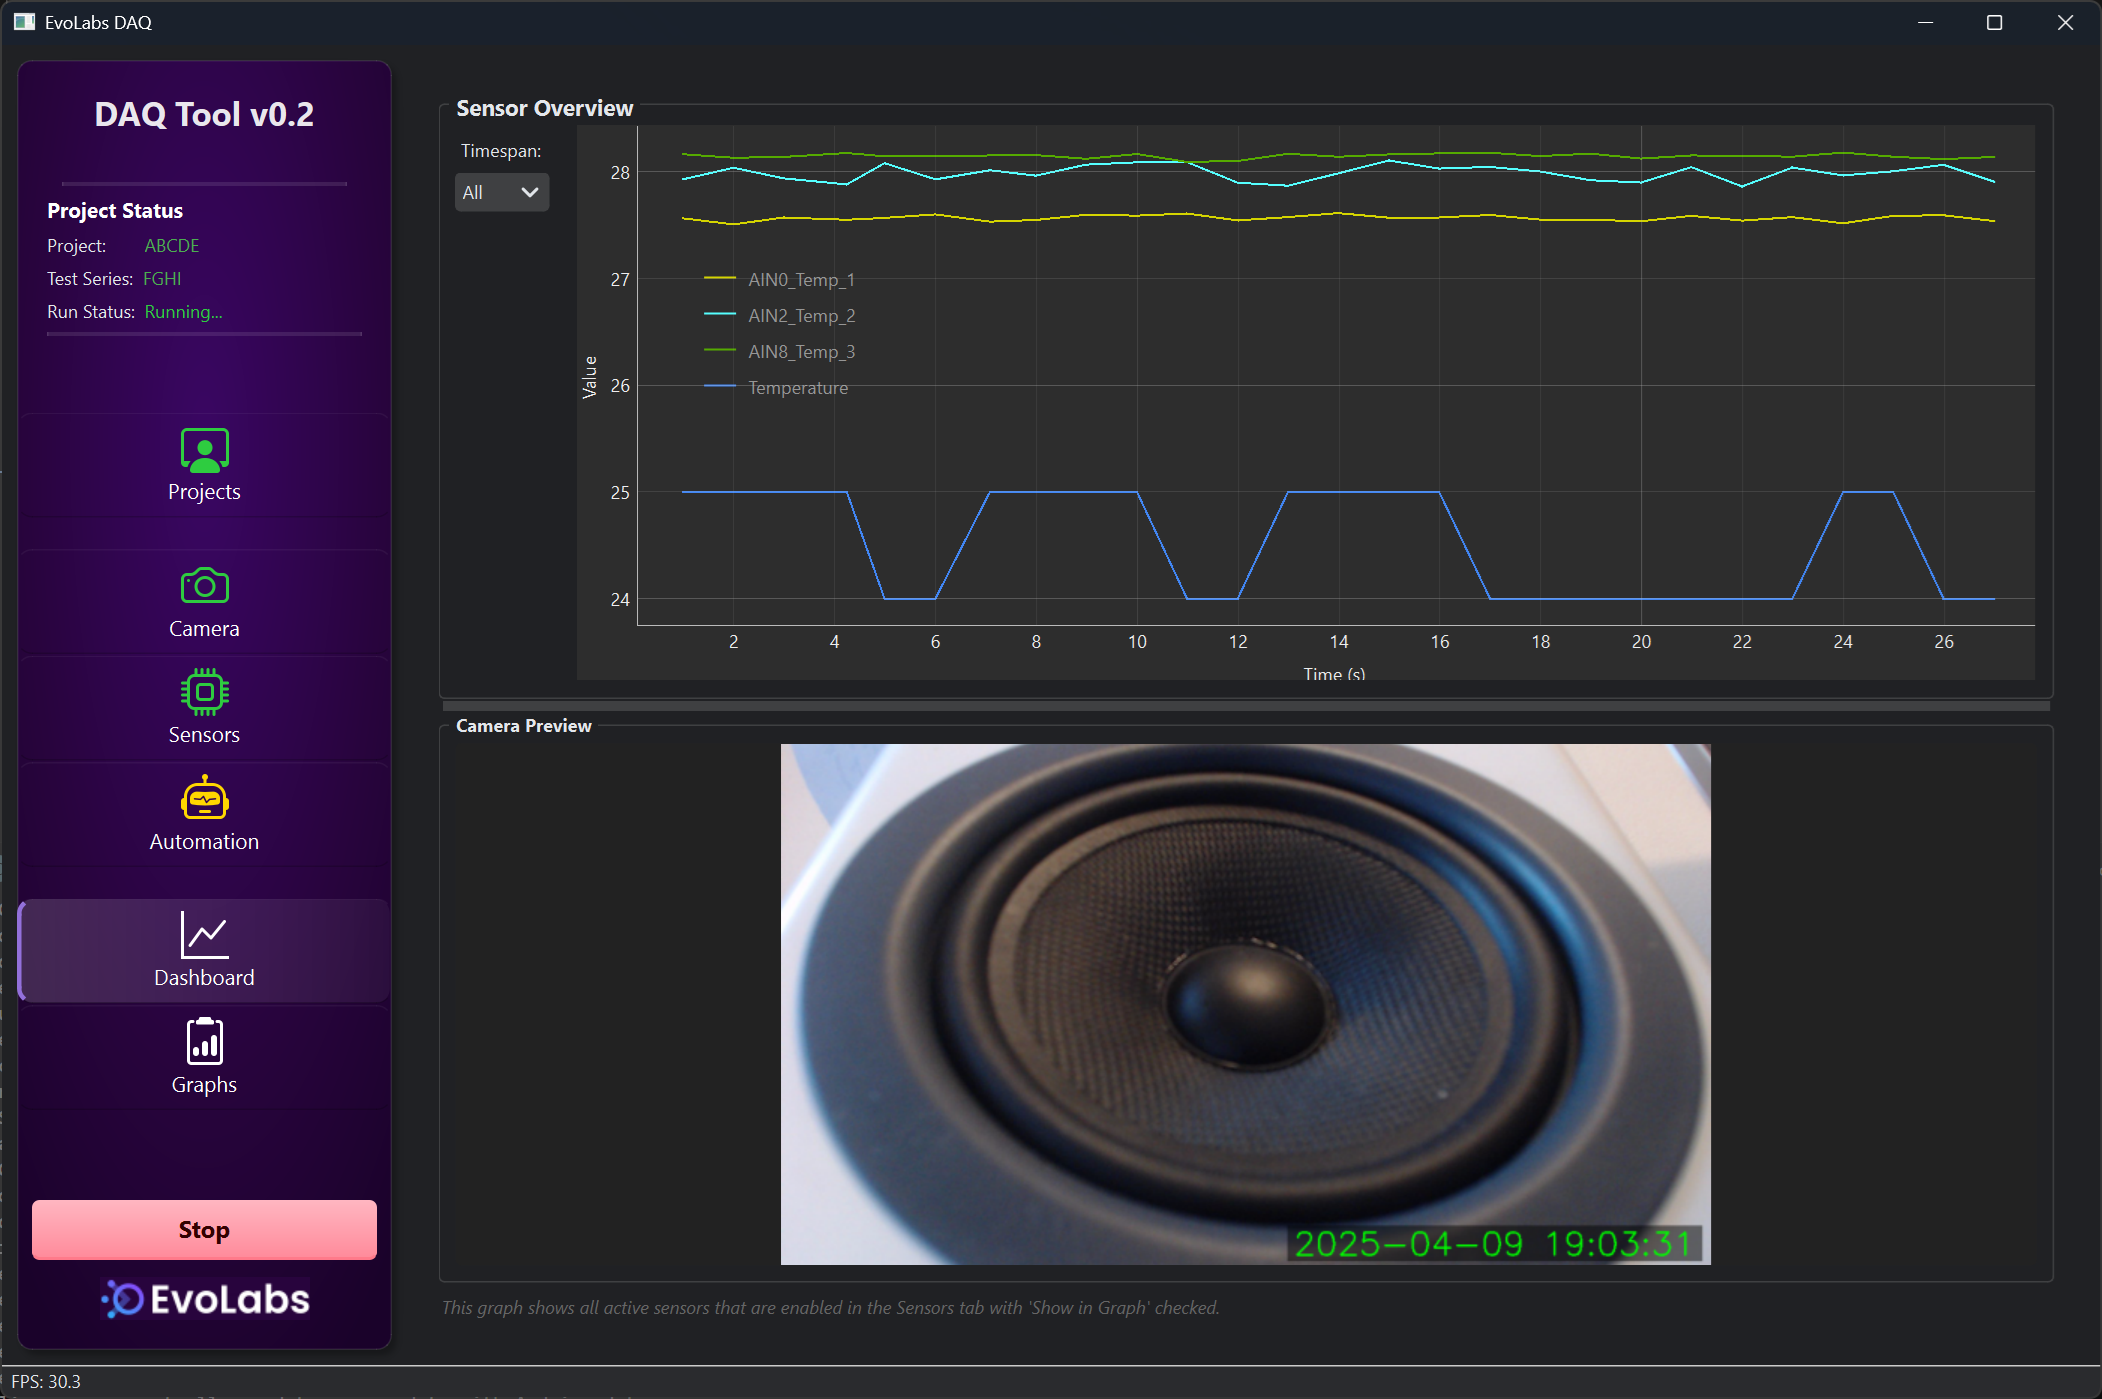 EvoLabs DAQ
DAQ Tool v0.2
Project Status
Project: ABCDE
Test Series: FGHI
Run Status: Running...
Projects
Camera
Sensors
Automation
Dashboard
Graphs
Stop
EvoLabs
Sensor Overview
Timespan:
All
Value
28
27
26
25
24
AIN0_Temp_1
AIN2_Temp_2
AIN8_Temp_3
Temperature
2 4 6 8 10 12 14 16 18 20 22 24 26
Time (s)
Camera Preview
2025-04-09 19:03:31
This graph shows all active sensors that are enabled in the Sensors tab with 'Show in Graph' checked.
FPS: 30.3